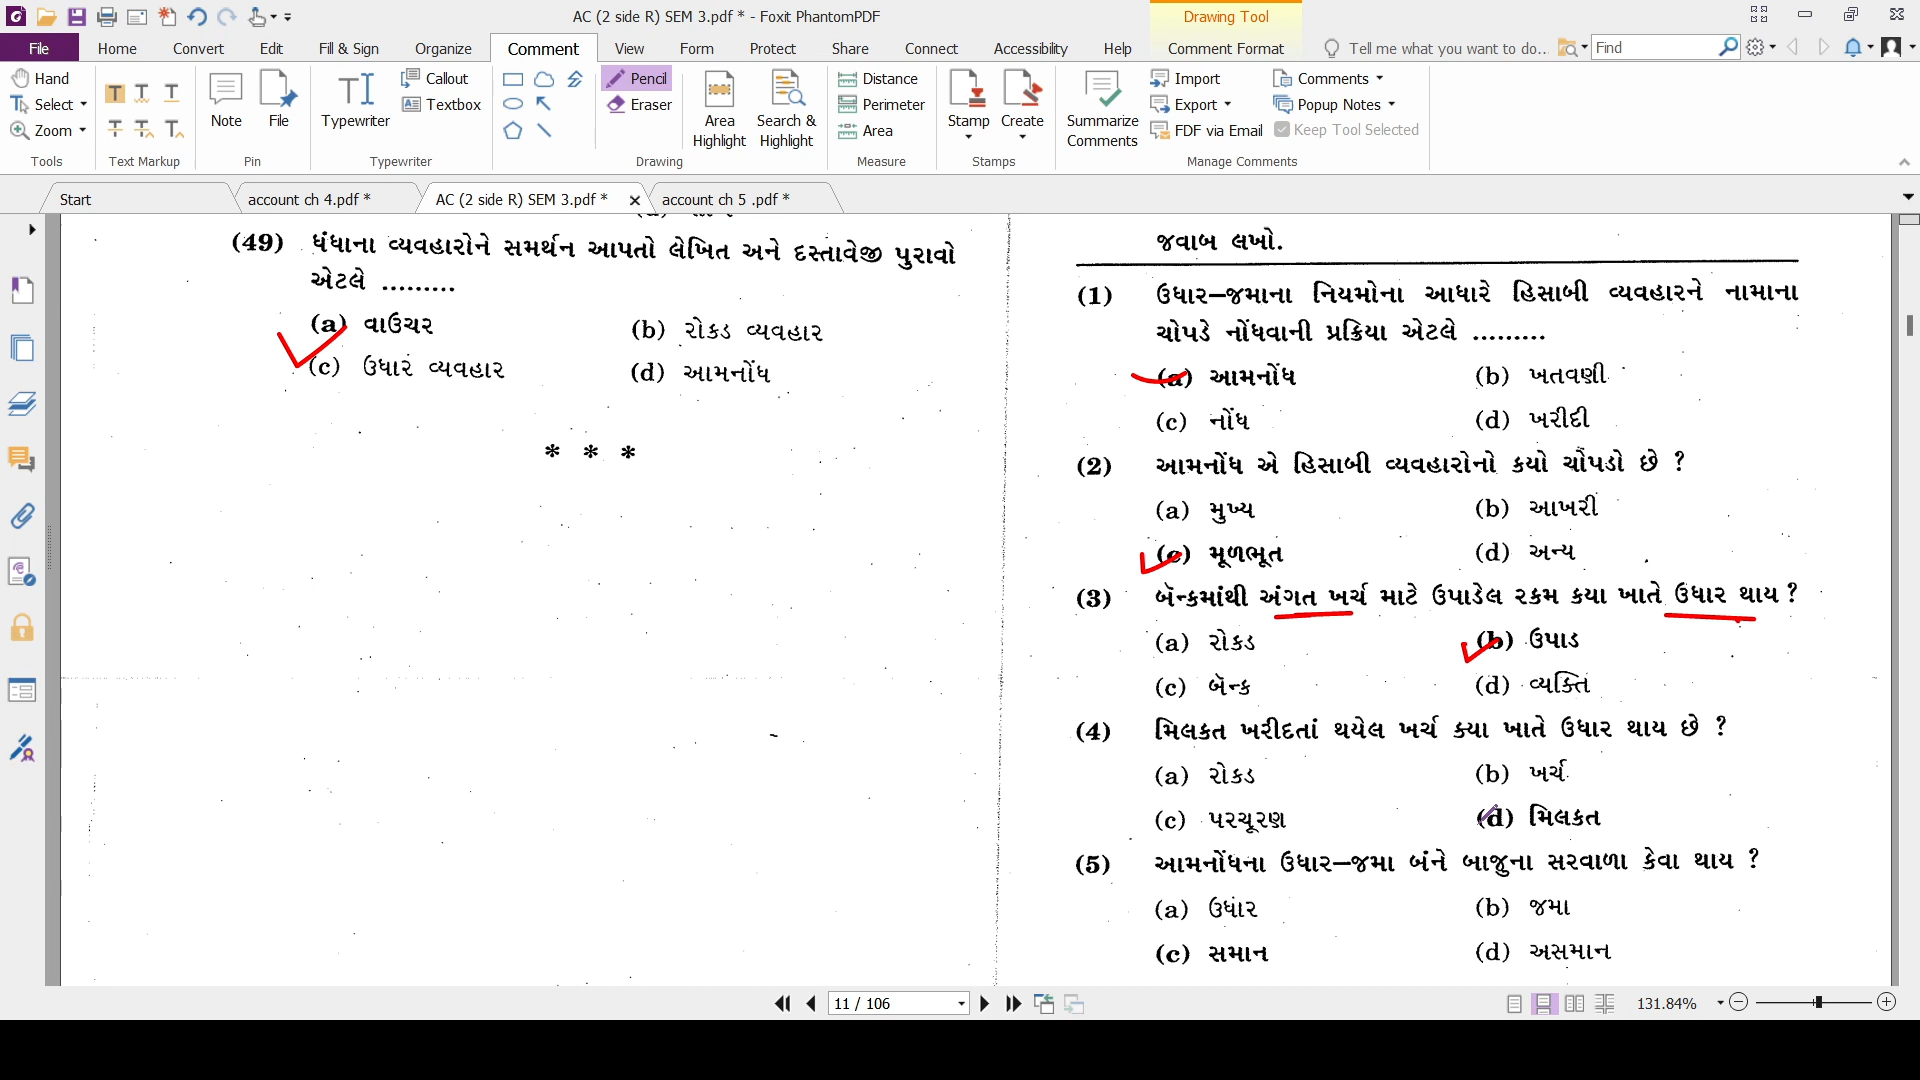 AC (2 side R) SEM 3.pdf * - Foxit PhantomPDF
Drawing Tool
File Home Convert Edit Fill & Sign Organize Comment View Form Protect Share Connect Accessibility Help Comment Format Tell me what you want to do... Find
Hand
Select
Zoom
Tools
Text Markup
Note
File
Pin
Typewriter
Callout
Textbox
Typewriter
Pencil
Eraser
Area Highlight
Search & Highlight
Drawing
Distance
Perimeter
Area
Measure
Stamp
Create
Stamps
Summarize Comments
Import
Export
FDF via Email
Comments
Popup Notes
Keep Tool Selected
Manage Comments
Start
account ch 4.pdf *
AC (2 side R) SEM 3.pdf *
account ch 5 .pdf *
(49) ધંધાના વ્યવહારોને સમર્થન આપતો લેખિત અને દસ્તાવેજી પુરાવો
એટલે .........
(a) વાઉચર (b) રોકડ વ્યવહાર
(c) ઉધાર વ્યવહાર (d) આમનોંધ
* * *
જવાબ લખો.
(1) ઉધાર–જમાના નિયમોના આધારે હિસાબી વ્યવહારને નામાના
ચોપડે નોંધવાની પ્રક્રિયા એટલે .........
(a) આમનોંધ (b) ખતવણી
(c) નોંધ (d) ખરીદી
(2) આમનોંધ એ હિસાબી વ્યવહારોનો કયો ચોપડો છે ?
(a) મુખ્ય (b) આખરી
(c) મૂળભૂત (d) અન્ય
(3) બૅન્કમાંથી અંગત ખર્ચ માટે ઉપાડેલ રકમ કયા ખાતે ઉધાર થાય ?
(a) રોકડ (b) ઉપાડ
(c) બૅન્ક (d) વ્યક્તિ
(4) મિલકત ખરીદતાં થયેલ ખર્ચ ક્યા ખાતે ઉધાર થાય છે ?
(a) રોકડ (b) ખર્ચ
(c) પરચૂરણ (d) મિલકત
(5) આમનોંધના ઉધાર–જમા બંને બાજુના સરવાળા કેવા થાય ?
(a) ઉધાર (b) જમા
(c) સમાન (d) અસમાન
11 / 106
131.84%